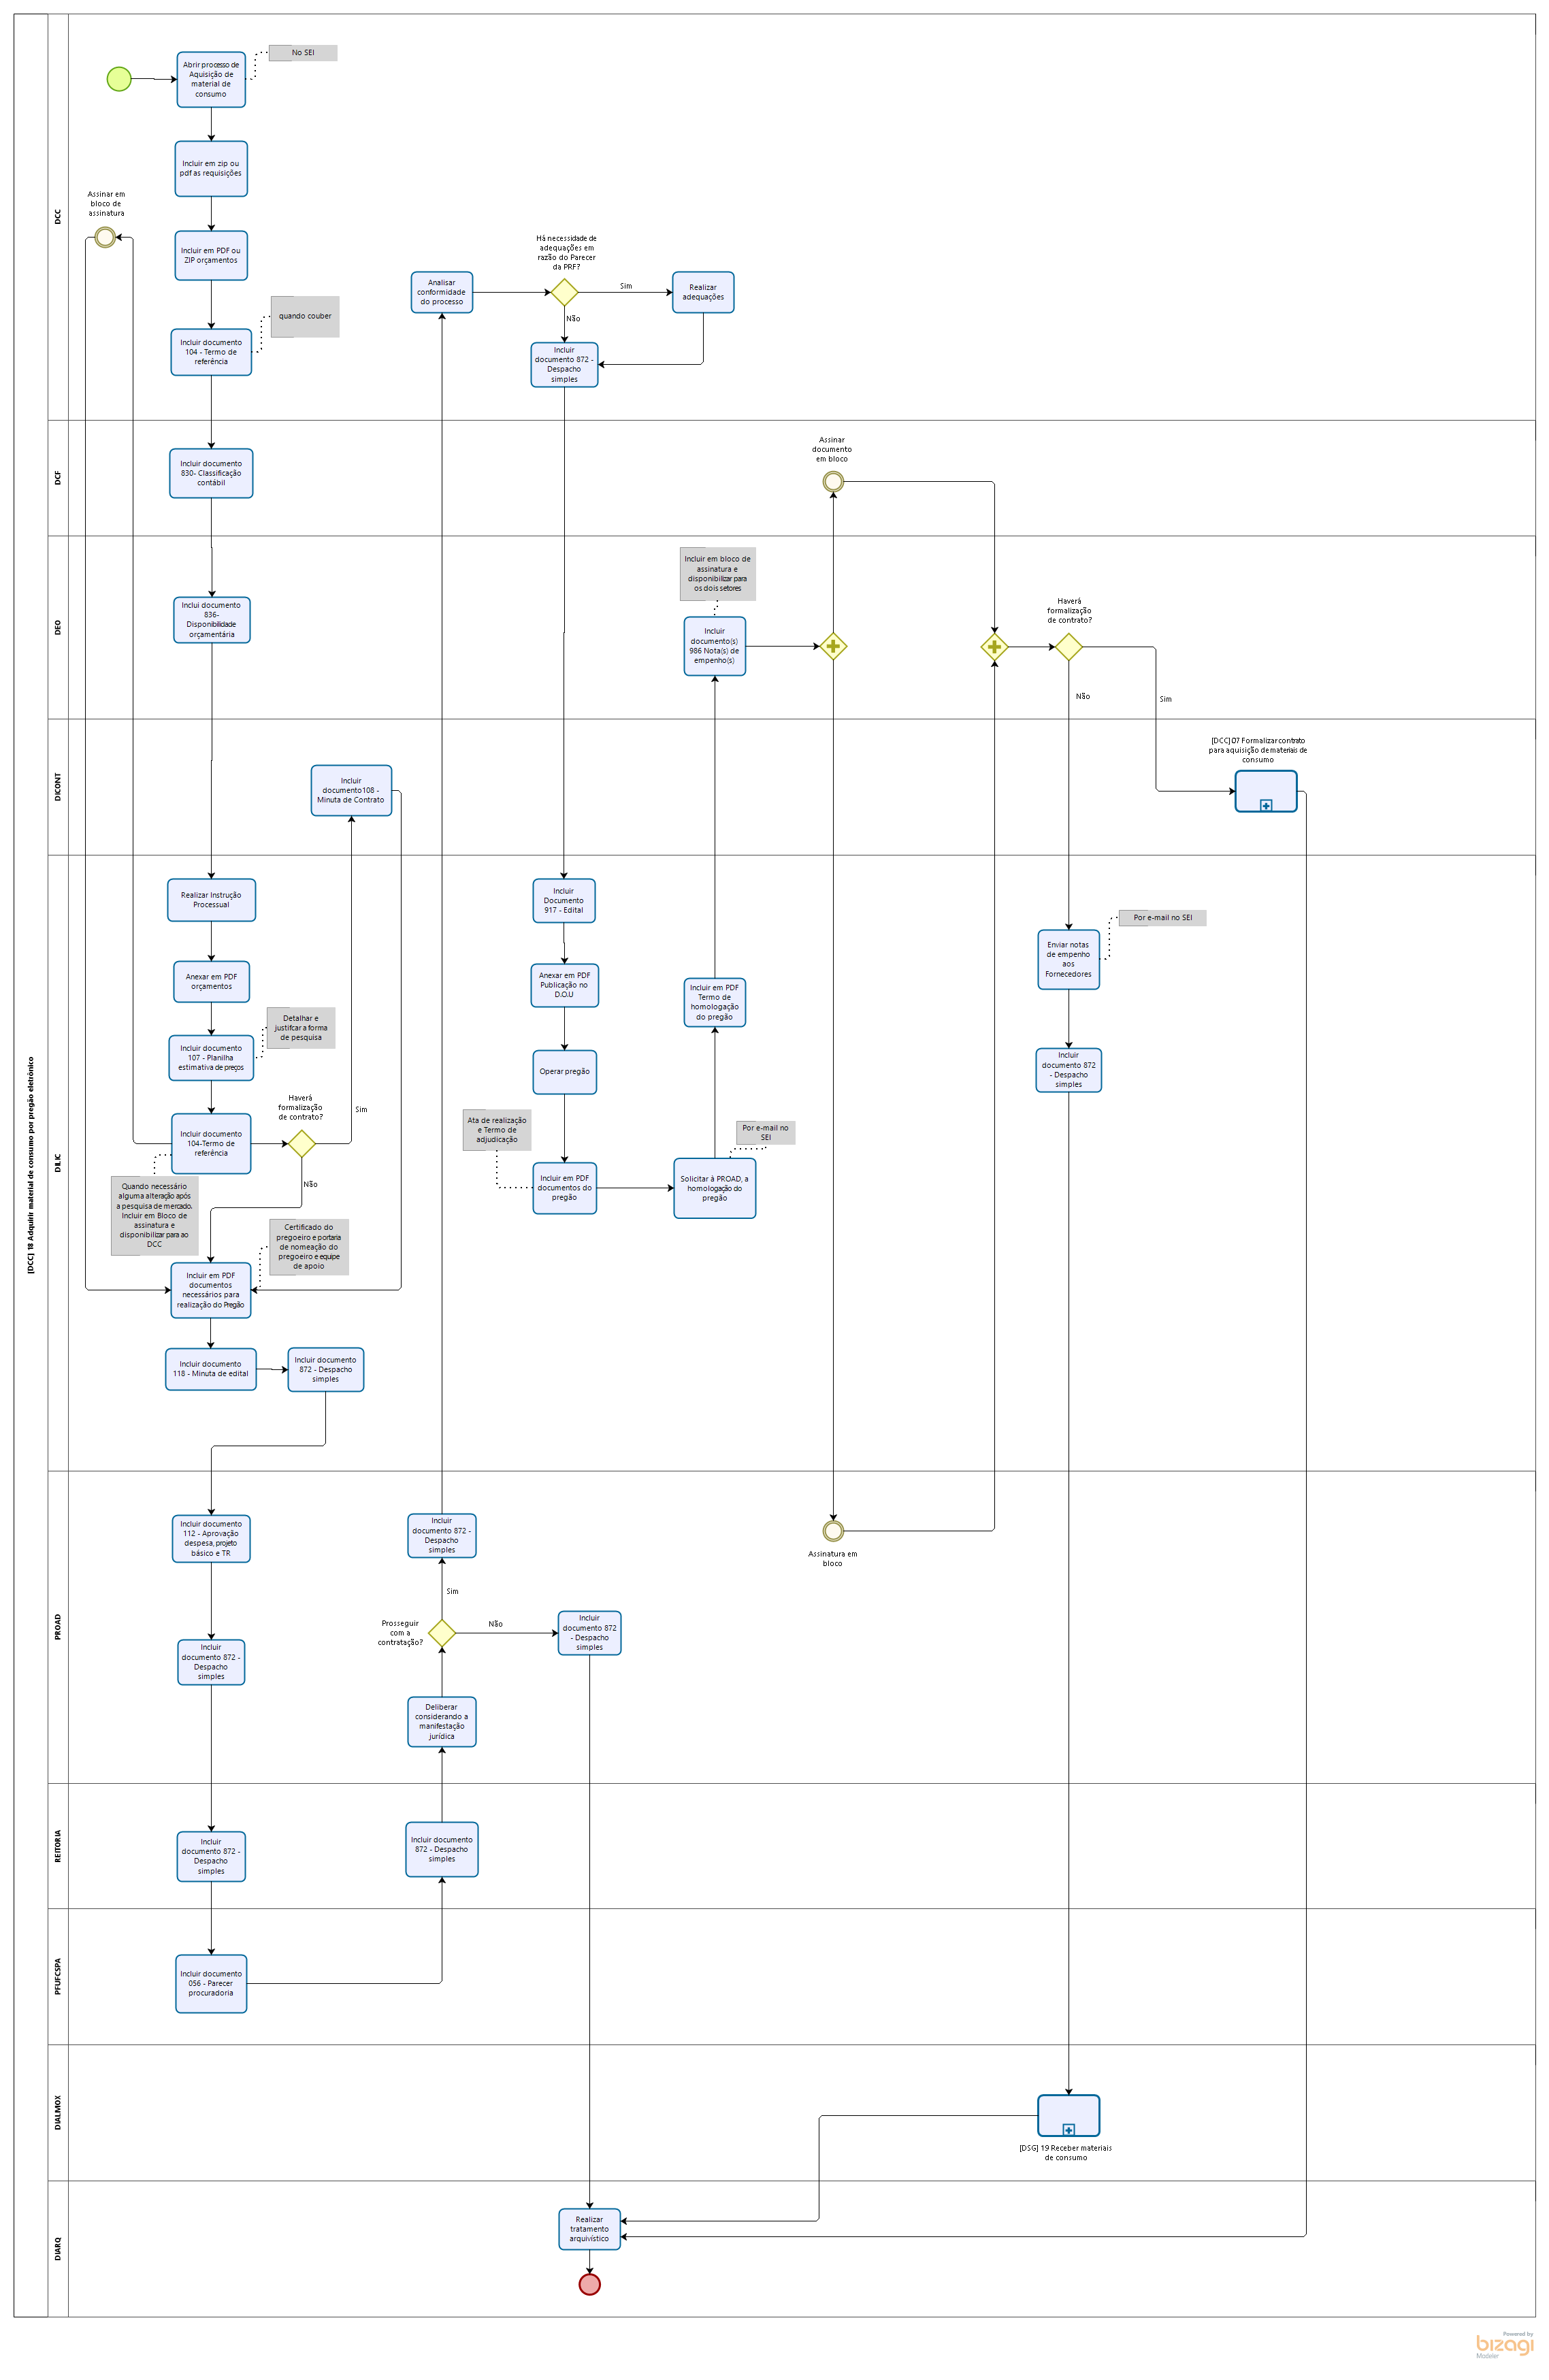 [DCC] 18 Adquirir material de consumo por pregão eletrônico
DCC
No SEI
Abrir processo de
Aquisição de
material de
consumo
Incluir em zip ou
pdf as requisições
Assinar em
bloco de
assinatura
Incluir em PDF ou
ZIP orçamentos
quando couber
Incluir documento
104 - Termo de
referência
Analisar
conformidade
do processo
Há necessidade de
adequações em
razão do Parecer
da PRF?
Sim
Não
Realizar
adequações
Incluir
documento 872 -
Despacho
simples
DCF
Incluir documento
830- Classificação
contábil
Assinar
documento
em bloco
DEO
Inclui documento
836-
Disponibilidade
orçamentária
Incluir em bloco de
assinatura e
disponibilizar para
os dois setores
Incluir
documento(s)
986 Nota(s) de
empenho(s)
Haverá
formalização
de contrato?
Não
Sim
DICONT
Incluir
documento108 -
Minuta de Contrato
[DCC] 07 Formalizar contrato
para aquisição de materiais de
consumo
DILIC
Realizar Instrução
Processual
Anexar em PDF
orçamentos
Detalhar e
justifcar a forma
de pesquisa
Incluir documento
107 - Planilha
estimativa de preços
Haverá
formalização
de contrato?
Sim
Não
Incluir documento
104-Termo de
referência
Quando necessário
alguma alteração após
a pesquisa de mercado.
Incluir em Bloco de
assinatura e
disponibilizar para ao
DCC
Certificado do
pregoeiro e portaria
de nomeação do
pregoeiro e equipe
de apoio
Incluir em PDF
documentos
necessários para
realização do Pregão
Incluir documento
118 - Minuta de edital
Incluir documento
872 - Despacho
simples
Incluir
Documento
917 - Edital
Anexar em PDF
Publicação no
D.O.U
Operar pregão
Ata de realização
e Termo de
adjudicação
Incluir em PDF
documentos do
pregão
Incluir em PDF
Termo de
homologação
do pregão
Por e-mail no
SEI
Solicitar à PROAD, a
homologação do
pregão
Por e-mail no SEI
Enviar notas
de empenho
aos
Fornecedores
Incluir
documento 872
- Despacho
simples
PROAD
Incluir documento
112 - Aprovação
despesa, projeto
básico e TR
Incluir
documento 872 -
Despacho
simples
Incluir
documento 872 -
Despacho
simples
Sim
Prosseguir
com a
contratação?
Não
Incluir
documento 872
- Despacho
simples
Deliberar
considerando a
manifestação
jurídica
Assinatura em
bloco
REITORIA
Incluir
documento 872 -
Despacho
simples
Incluir documento
872 - Despacho
simples
PFUFCSPA
Incluir documento
056 - Parecer
procuradoria
DIALMOX
[DSG] 19 Receber materiais
de consumo
DIARQ
Realizar
tratamento
arquivístico
Powered by
bizagi
Modeler